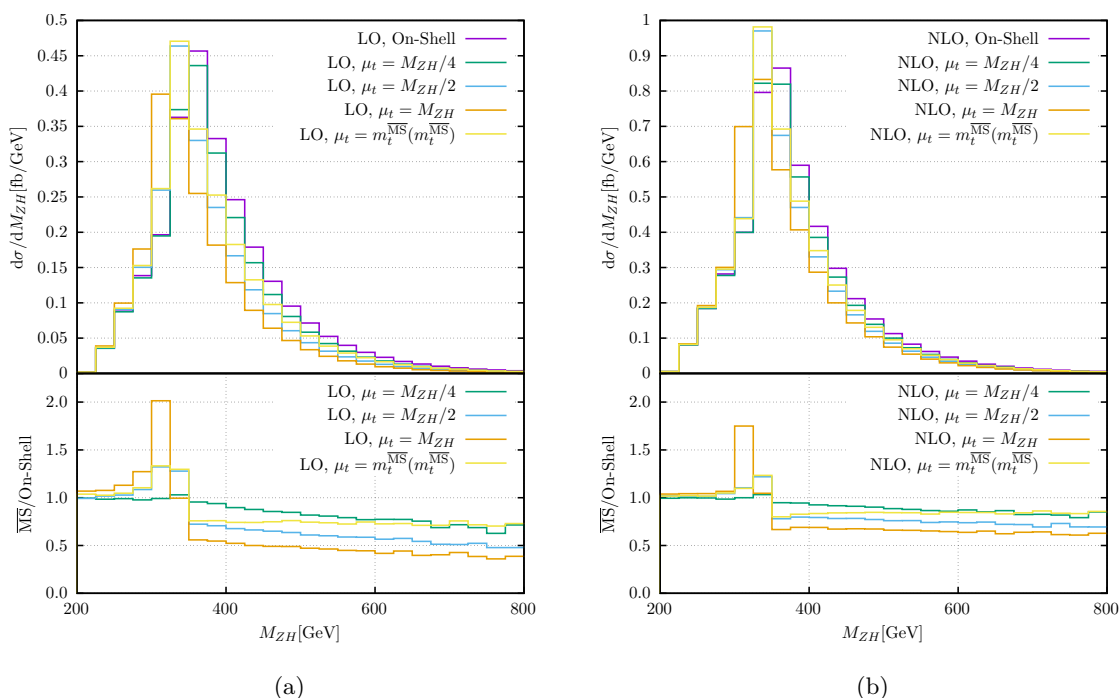 0.5
0.45
0.4
0.35
0.3
0.25
0.2
0.15
0.1
0.05
0
dσ/dM_{ZH}[fb/GeV]
LO, On-Shell
LO, μ_t = M_{ZH}/4
LO, μ_t = M_{ZH}/2
LO, μ_t = M_{ZH}
LO, μ_t = m_t^{\overline{MS}}(m_t^{\overline{MS}})
2.0
1.5
1.0
0.5
0.0
\overline{MS}/On-Shell
LO, μ_t = M_{ZH}/4
LO, μ_t = M_{ZH}/2
LO, μ_t = M_{ZH}
LO, μ_t = m_t^{\overline{MS}}(m_t^{\overline{MS}})
200 400 600 800
M_{ZH}[GeV]
(a)
1
0.9
0.8
0.7
0.6
0.5
0.4
0.3
0.2
0.1
0
dσ/dM_{ZH}[fb/GeV]
NLO, On-Shell
NLO, μ_t = M_{ZH}/4
NLO, μ_t = M_{ZH}/2
NLO, μ_t = M_{ZH}
NLO, μ_t = m_t^{\overline{MS}}(m_t^{\overline{MS}})
2.0
1.5
1.0
0.5
0.0
\overline{MS}/On-Shell
NLO, μ_t = M_{ZH}/4
NLO, μ_t = M_{ZH}/2
NLO, μ_t = M_{ZH}
NLO, μ_t = m_t^{\overline{MS}}(m_t^{\overline{MS}})
200 400 600 800
M_{ZH}[GeV]
(b)